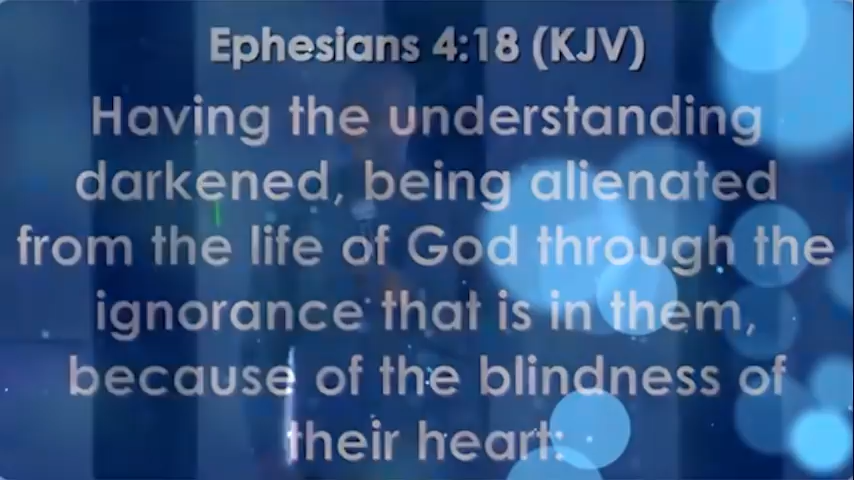 Ephesians 4:18 (KJV)
Having the understanding
darkened, being alienated
from the life of God through the
ignorance that is in them,
because of the blindness of
their heart: